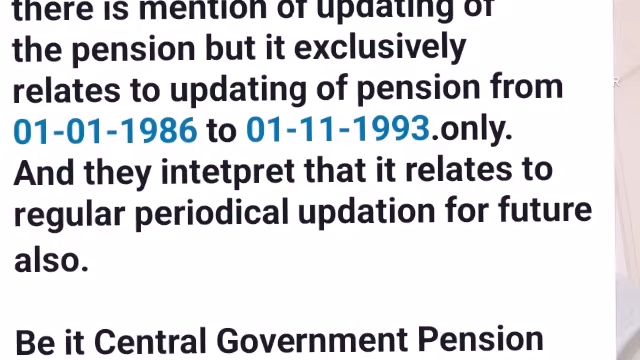 there is mention of updating of
the pension but it exclusively
relates to updating of pension from
01-01-1986 to 01-11-1993.only.
And they intetpret that it relates to
regular periodical updation for future
also.
Be it Central Government Pension